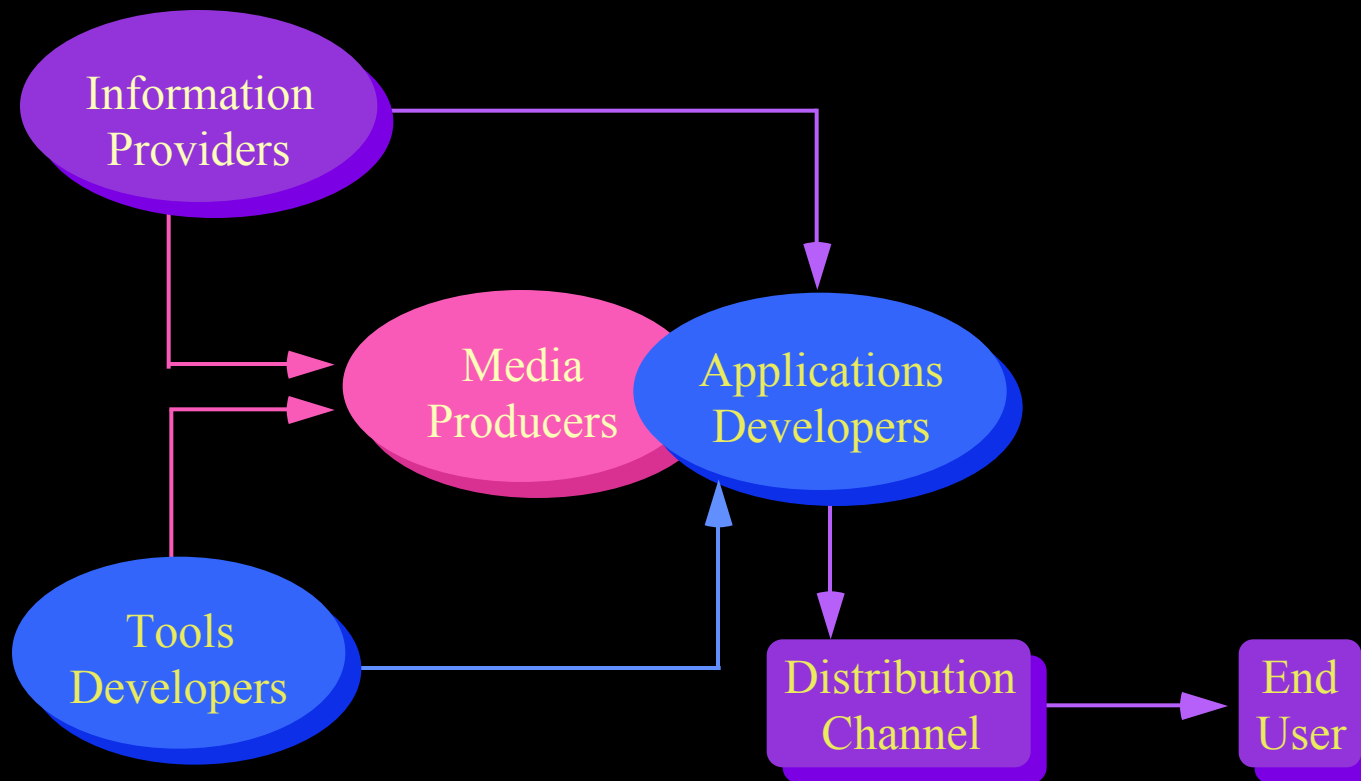 Information
Providers
Media
Producers
Applications
Developers
Tools
Developers
Distribution
Channel
End
User